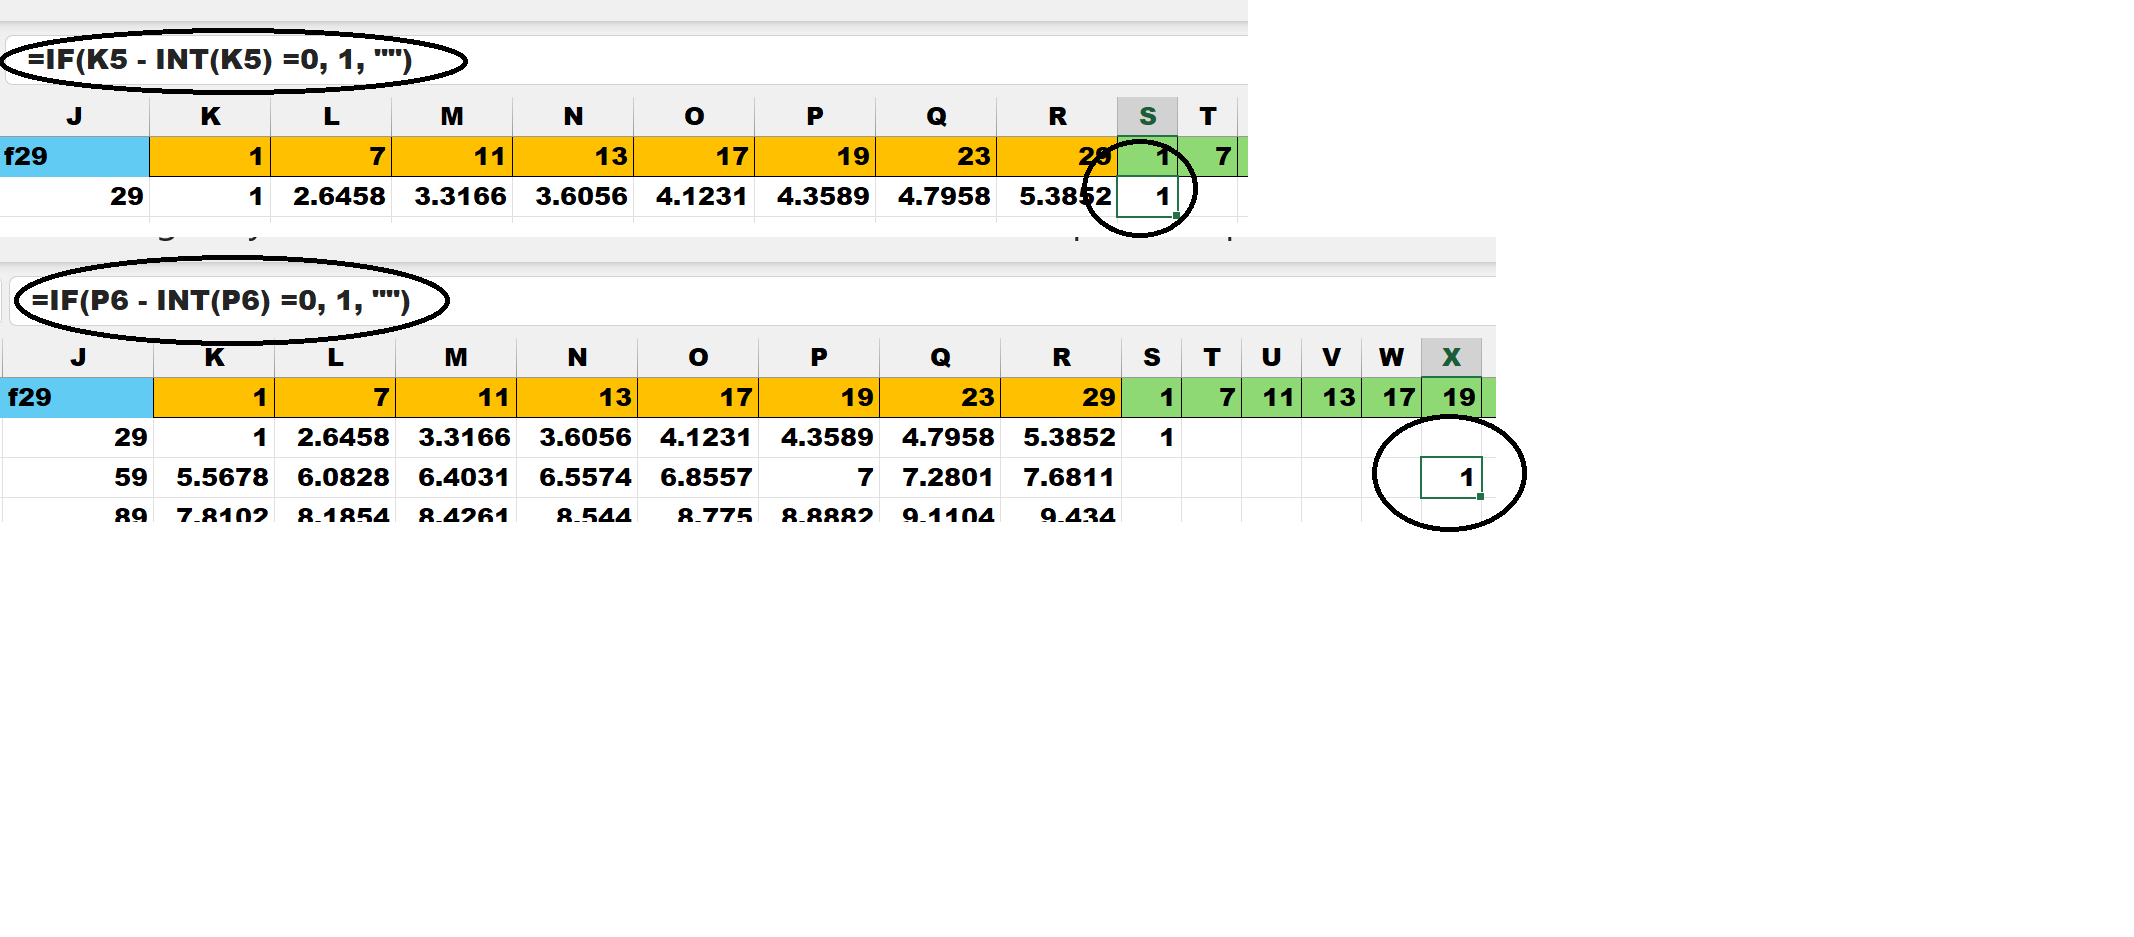 =IF(K5 - INT(K5) =0, 1, "")
J K L M N O P Q R S T
f29 1 7 11 13 17 19 23 29 1 7
29 1 2.6458 3.3166 3.6056 4.1231 4.3589 4.7958 5.3852 1
=IF(P6 - INT(P6) =0, 1, "")
J K L M N O P Q R S T U V W X
f29 1 7 11 13 17 19 23 29 1 7 11 13 17 19
29 1 2.6458 3.3166 3.6056 4.1231 4.3589 4.7958 5.3852 1
59 5.5678 6.0828 6.4031 6.5574 6.8557 7 7.2801 7.6811 1
89 7.8102 8.1854 8.4261 8.544 8.775 8.8882 9.1104 9.434